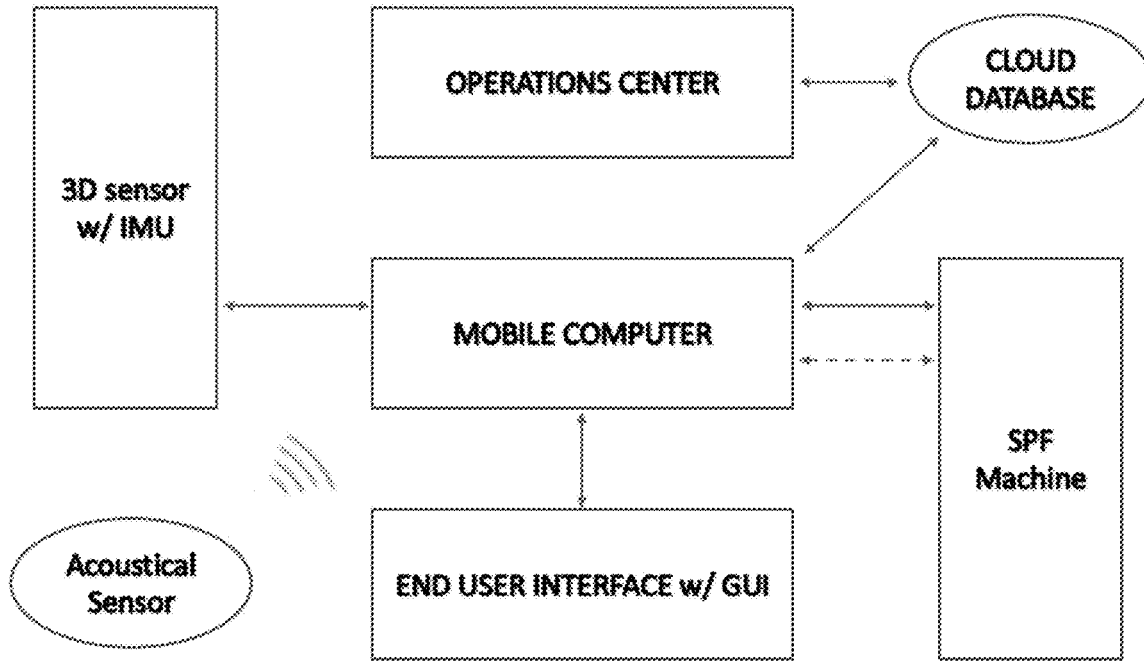 OPERATIONS CENTER
CLOUD
DATABASE
3D sensor
w/ IMU
MOBILE COMPUTER
SPF
Machine
Acoustical
Sensor
END USER INTERFACE w/ GUI